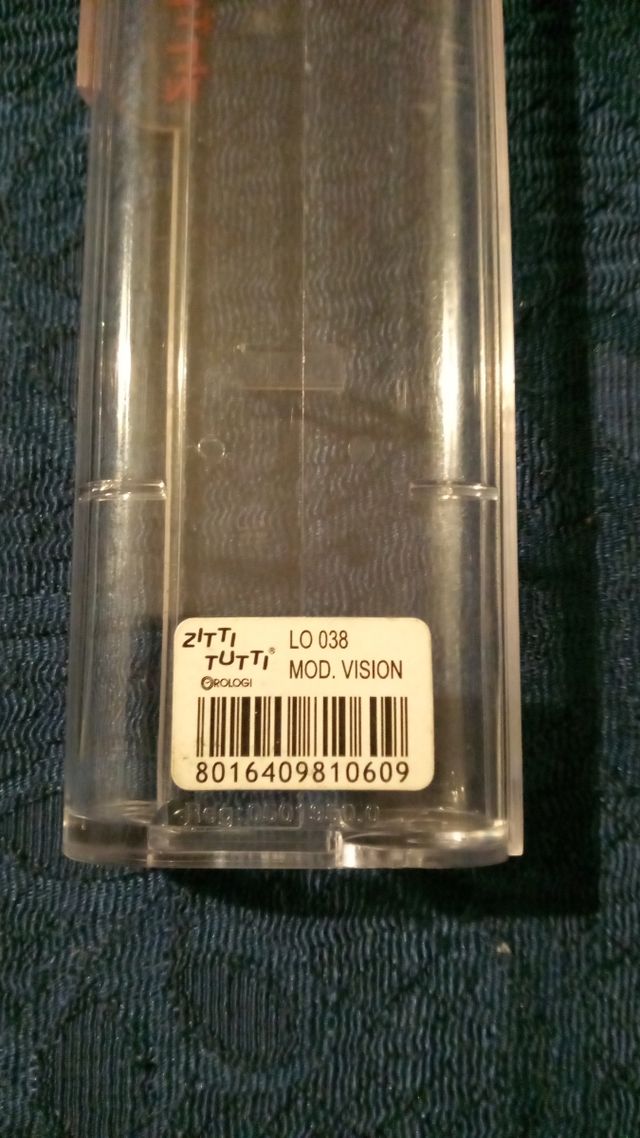 ZITTI
TUTTI®
OROLOGI
LO 038
MOD. VISION
8016409810609